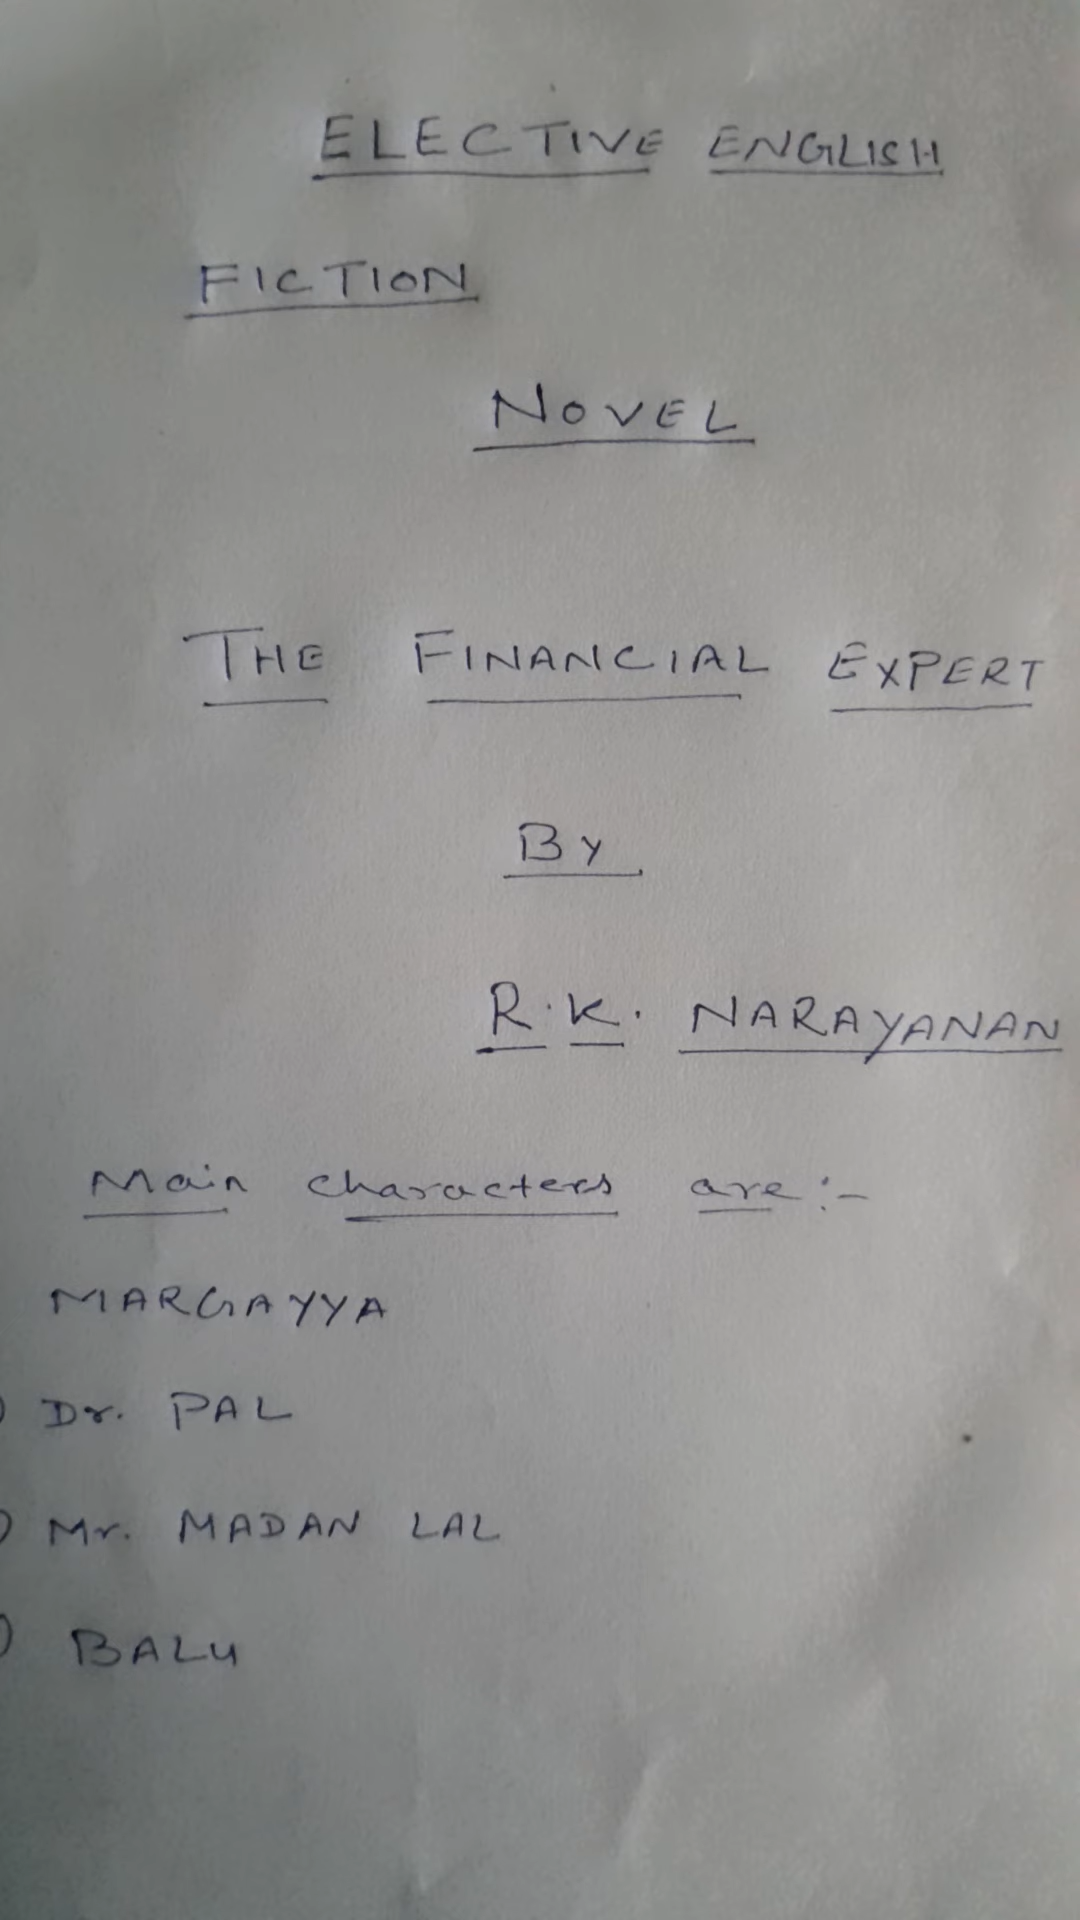 ELECTIVE ENGLISH
FICTION
NOVEL
THE FINANCIAL EXPERT
BY
R.K. NARAYANAN
Main characters are:-
MARGAYYA
) Dr. PAL
) Mr. MADAN LAL
) BALU